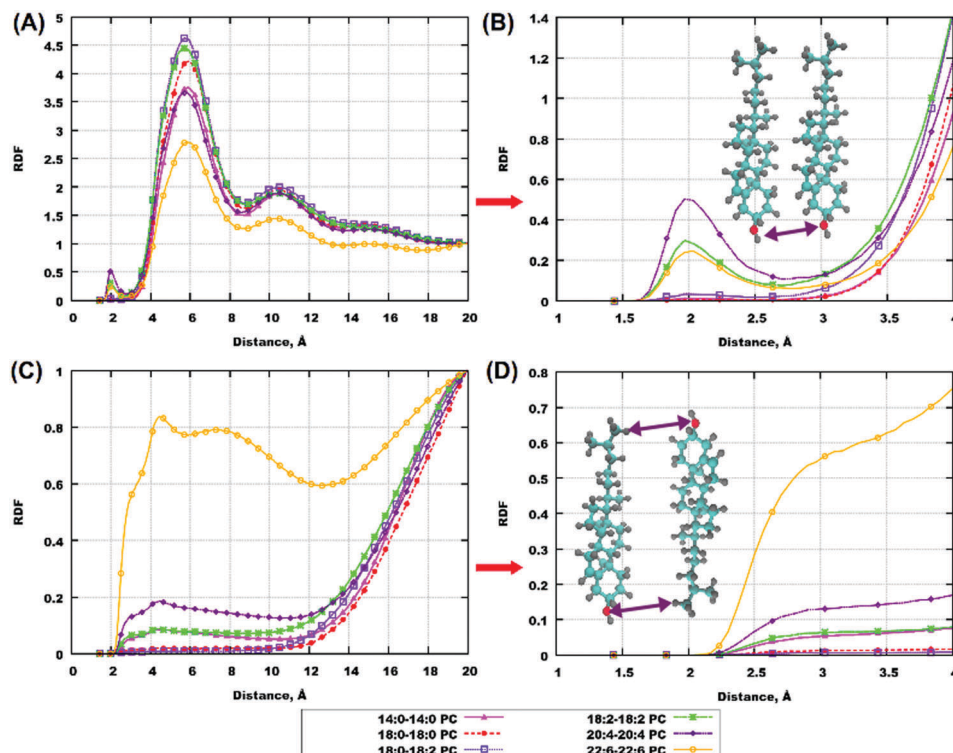 (A)
RDF
5
4.5
4
3.5
3
2.5
2
1.5
1
0.5
0
0 2 4 6 8 10 12 14 16 18 20
Distance, Å
(B)
RDF
1.4
1.2
1
0.8
0.6
0.4
0.2
0
1 1.5 2 2.5 3 3.5 4
Distance, Å
(C)
RDF
1
0.8
0.6
0.4
0.2
0
0 2 4 6 8 10 12 14 16 18 20
Distance, Å
(D)
RDF
0.8
0.7
0.6
0.5
0.4
0.3
0.2
0.1
0
1 1.5 2 2.5 3 3.5 4
Distance, Å
14:0-14:0 PC
18:0-18:0 PC
18:0-18:2 PC
18:2-18:2 PC
20:4-20:4 PC
22:6-22:6 PC